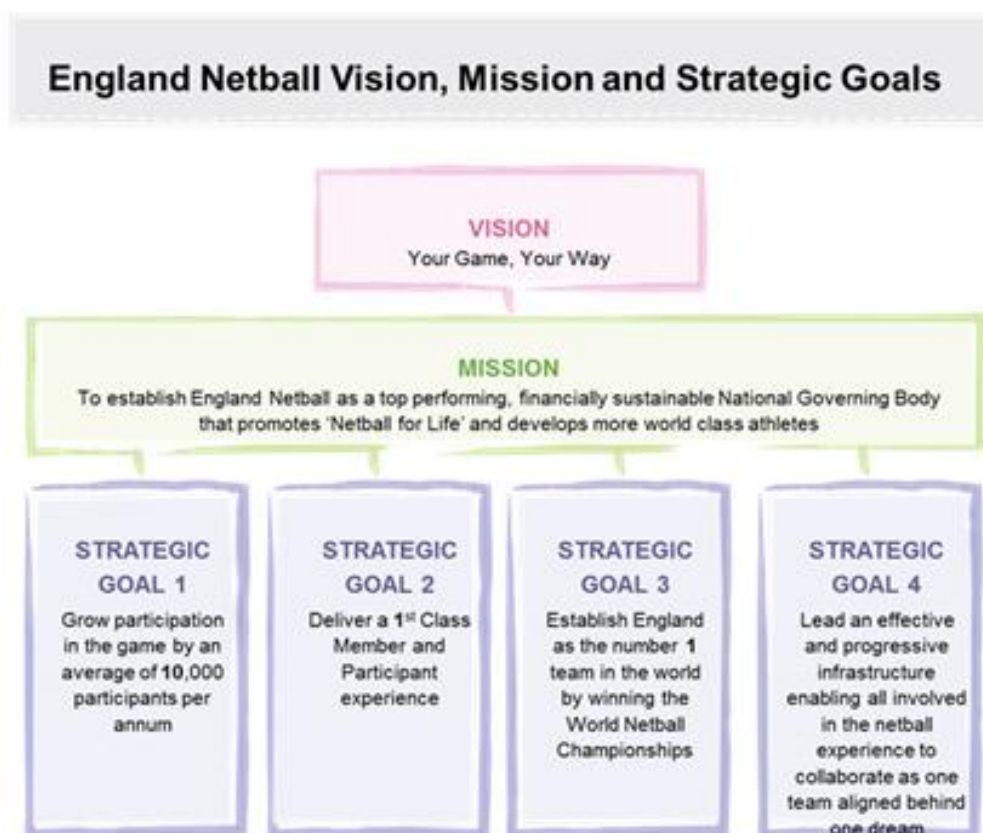 England Netball Vision, Mission and Strategic Goals
VISION
Your Game, Your Way
MISSION
To establish England Netball as a top performing, financially sustainable National Governing Body
that promotes 'Netball for Life' and develops more world class athletes
STRATEGIC
GOAL 1
Grow participation
in the game by an
average of 10,000
participants per
annum
STRATEGIC
GOAL 2
Deliver a 1st Class
Member and
Participant
experience
STRATEGIC
GOAL 3
Establish England
as the number 1
team in the world
by winning the
World Netball
Championships
STRATEGIC
GOAL 4
Lead an effective
and progressive
infrastructure
enabling all involved
in the netball
experience to
collaborate as one
team aligned behind
one dream